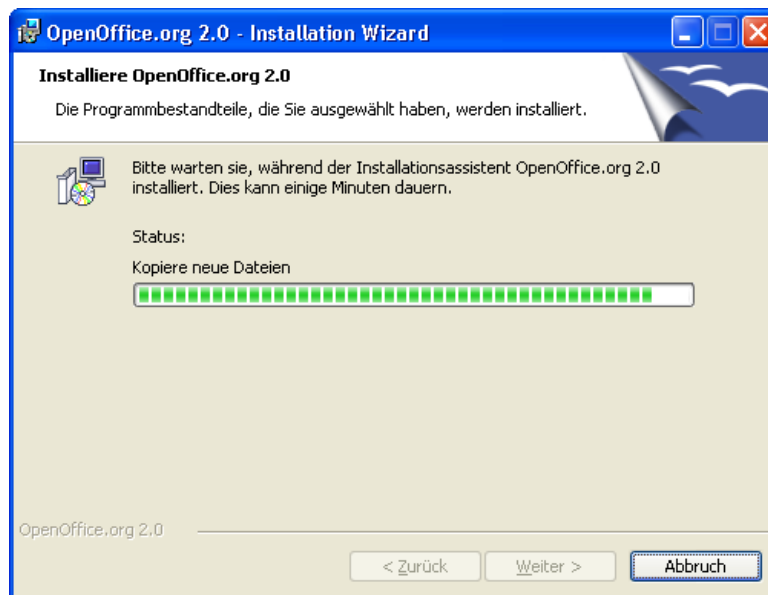 OpenOffice.org 2.0 - Installation Wizard
Installiere OpenOffice.org 2.0
Die Programmbestandteile, die Sie ausgewählt haben, werden installiert.
Bitte warten sie, während der Installationsassistent OpenOffice.org 2.0
installiert. Dies kann einige Minuten dauern.
Status:
Kopiere neue Dateien
OpenOffice.org 2.0
< Zurück
Weiter >
Abbruch